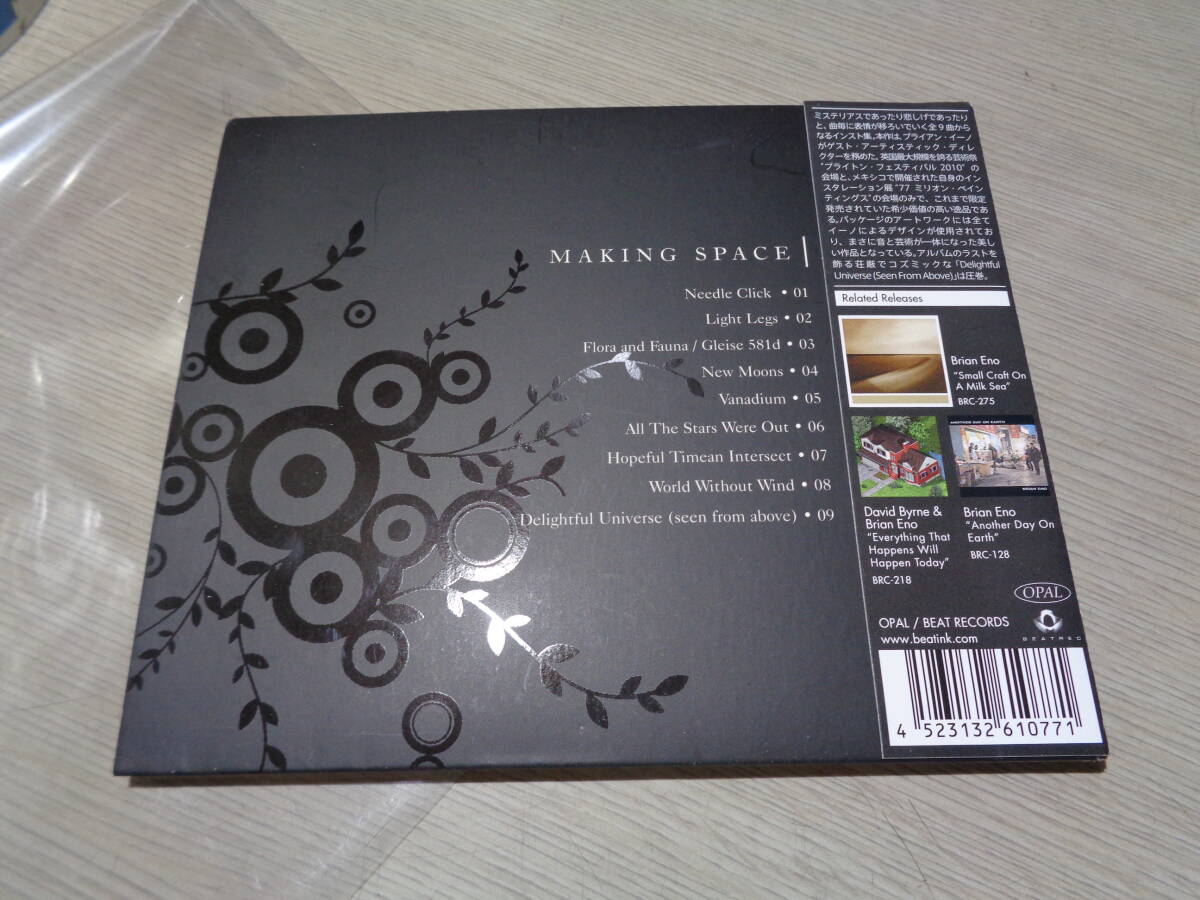 MAKING SPACE
Needle Click • 01
Light Legs • 02
Flora and Fauna / Gleise 581d • 03
New Moons • 04
Vanadium • 05
All The Stars Were Out • 06
Hopeful Timean Intersect • 07
World Without Wind • 08
Delightful Universe (seen from above) • 09
ミステリアスであったり悲しげであったり
と、曲毎に表情が移ろいでいく全9曲から
なるインスト集。本作は、ブライアン・イーノ
がゲスト・アーティスティック・ディレ
クターを務めた、英国最大規模を誇る芸術祭
"ブライトン・フェスティバル 2010" の
会場と、メキシコで開催された自身のイン
スタレーション展 "77 ミリオン・ペイン
ティングス" の会場のみで、これまで限定
発売されていた希少価値の高い逸品であ
る。パッケージのアートワークには全て
イーノによるデザインが使用されてお
り、まさに音と芸術が一体になった美し
い作品となっている。アルバムのラストを
飾る荘厳でコズミックな「Delightful
Universe (Seen From Above)」は圧巻。
Related Releases
Brian Eno
"Small Craft On
A Milk Sea"
BRC-275
ANOTHER DAY ON EARTH
BRIAN ENO
David Byrne &
Brian Eno
"Everything That
Happens Will
Happen Today"
BRC-218
Brian Eno
"Another Day On
Earth"
BRC-128
OPAL
OPAL / BEAT RECORDS
www.beatink.com
BEATREC
4 523132 610771